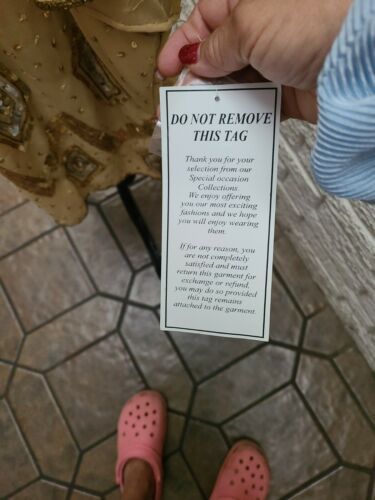 DO NOT REMOVE
THIS TAG
Thank you for your
selection from our
Special occasion
Collections.
We enjoy offering
you our most exciting
fashions and we hope
you will enjoy wearing
them.
If for any reason, you
are not completely
satisfied and must
return this garment for
exchange or refund,
you may do so provided
this tag remains
attached to the garment.